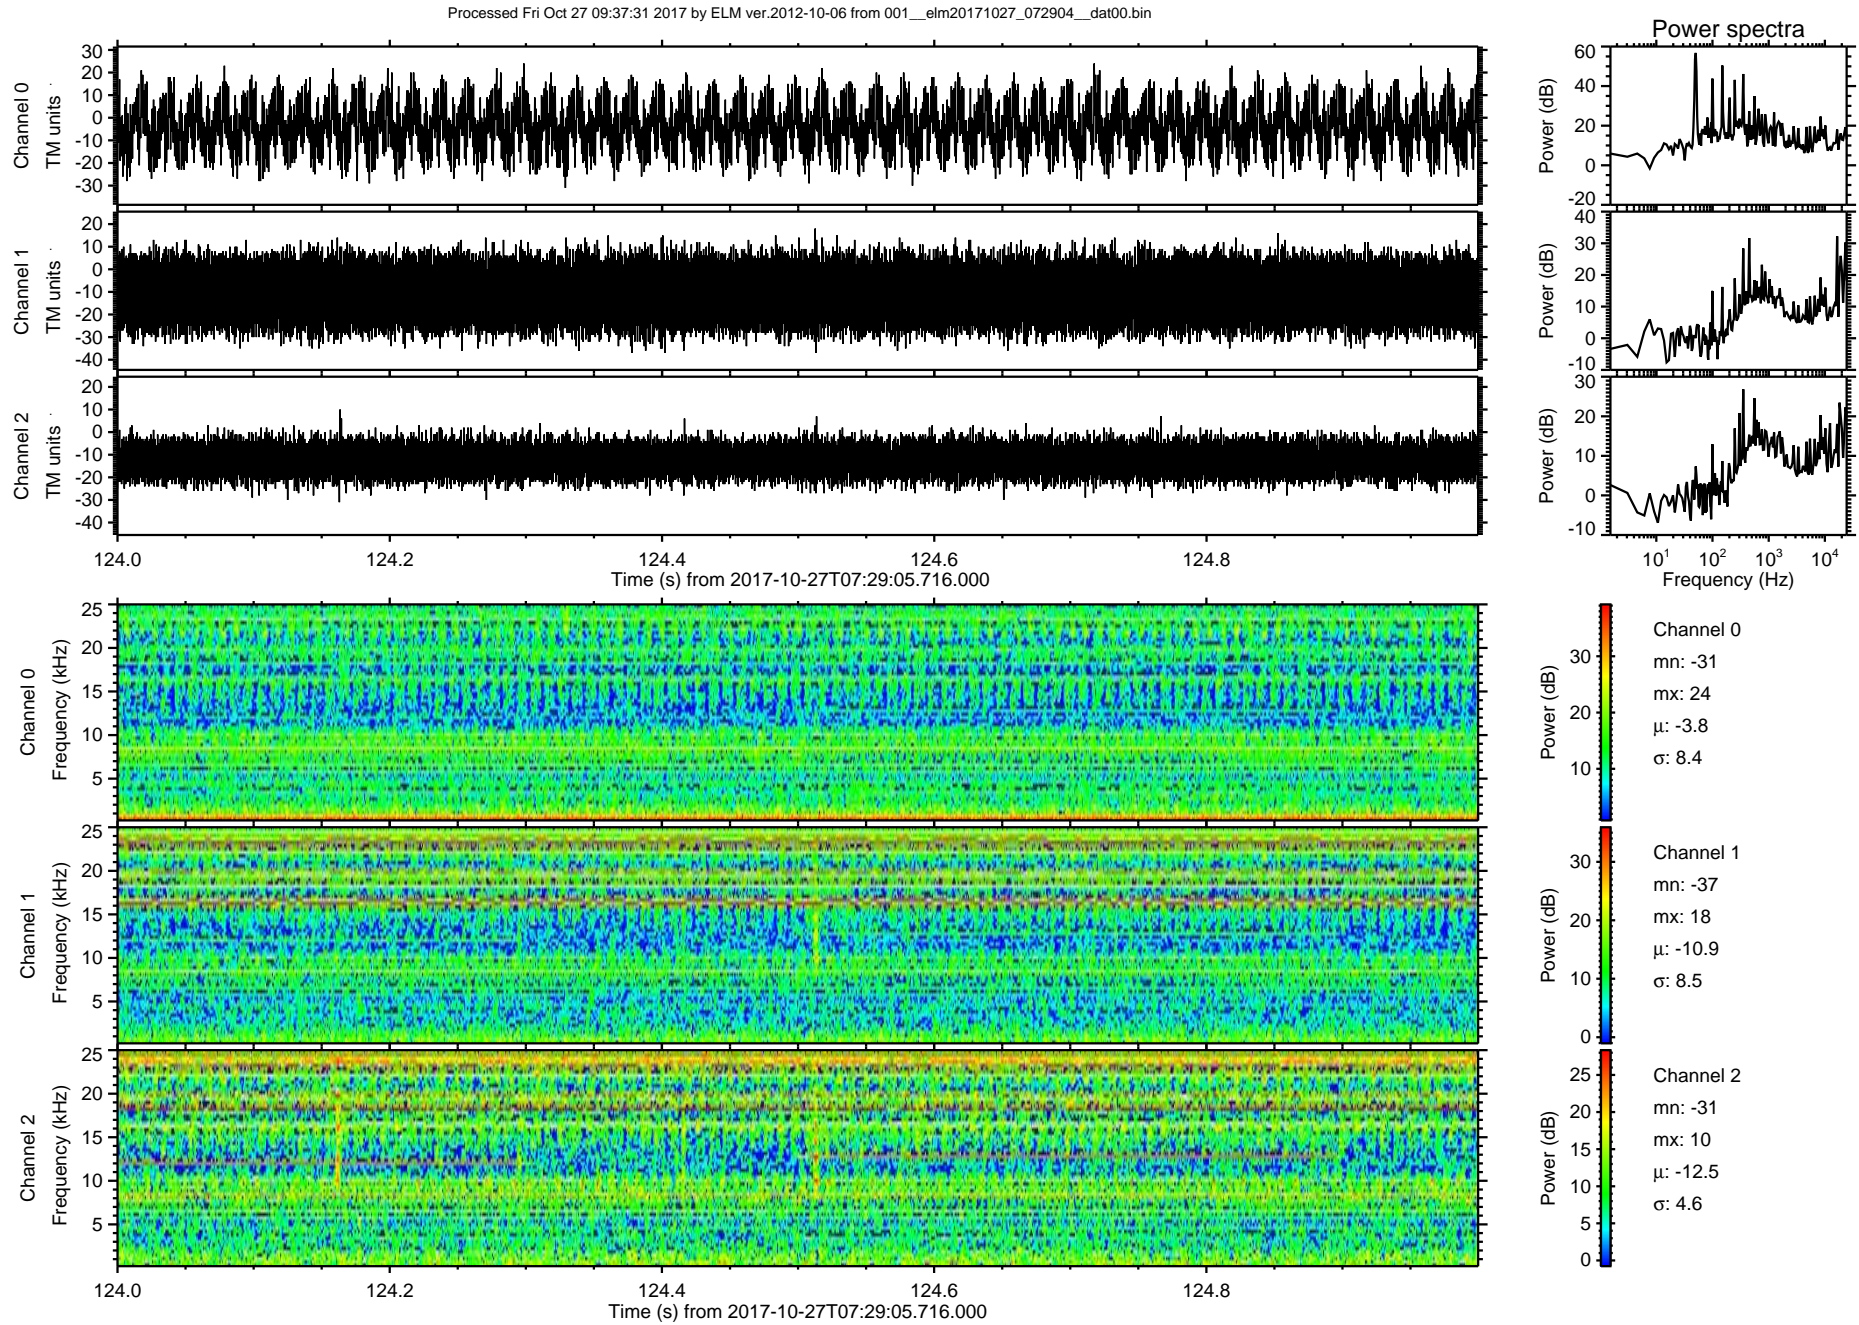 Processed Fri Oct 27 09:37:31 2017 by ELM ver.2012-10-06 from 001__elm20171027_072904__dat00.bin
Power spectra
Channel 0
TM units
30
20
10
0
-10
-20
-30
Power (dB)
60
40
20
0
-20
Channel 1
TM units
20
10
0
-10
-20
-30
-40
Power (dB)
40
30
20
10
0
-10
Channel 2
TM units
20
10
0
-10
-20
-30
-40
Power (dB)
30
20
10
0
-10
124.0 124.2 124.4 124.6 124.8
Time (s) from 2017-10-27T07:29:05.716.000
10¹ 10² 10³ 10⁴
Frequency (Hz)
Channel 0
Frequency (kHz)
25
20
15
10
5
Power (dB)
30
20
10
Channel 0
mn: -31
mx: 24
µ: -3.8
σ: 8.4
Channel 1
Frequency (kHz)
25
20
15
10
5
Power (dB)
30
20
10
0
Channel 1
mn: -37
mx: 18
µ: -10.9
σ: 8.5
Channel 2
Frequency (kHz)
25
20
15
10
5
Power (dB)
25
20
15
10
5
0
Channel 2
mn: -31
mx: 10
µ: -12.5
σ: 4.6
124.0 124.2 124.4 124.6 124.8
Time (s) from 2017-10-27T07:29:05.716.000